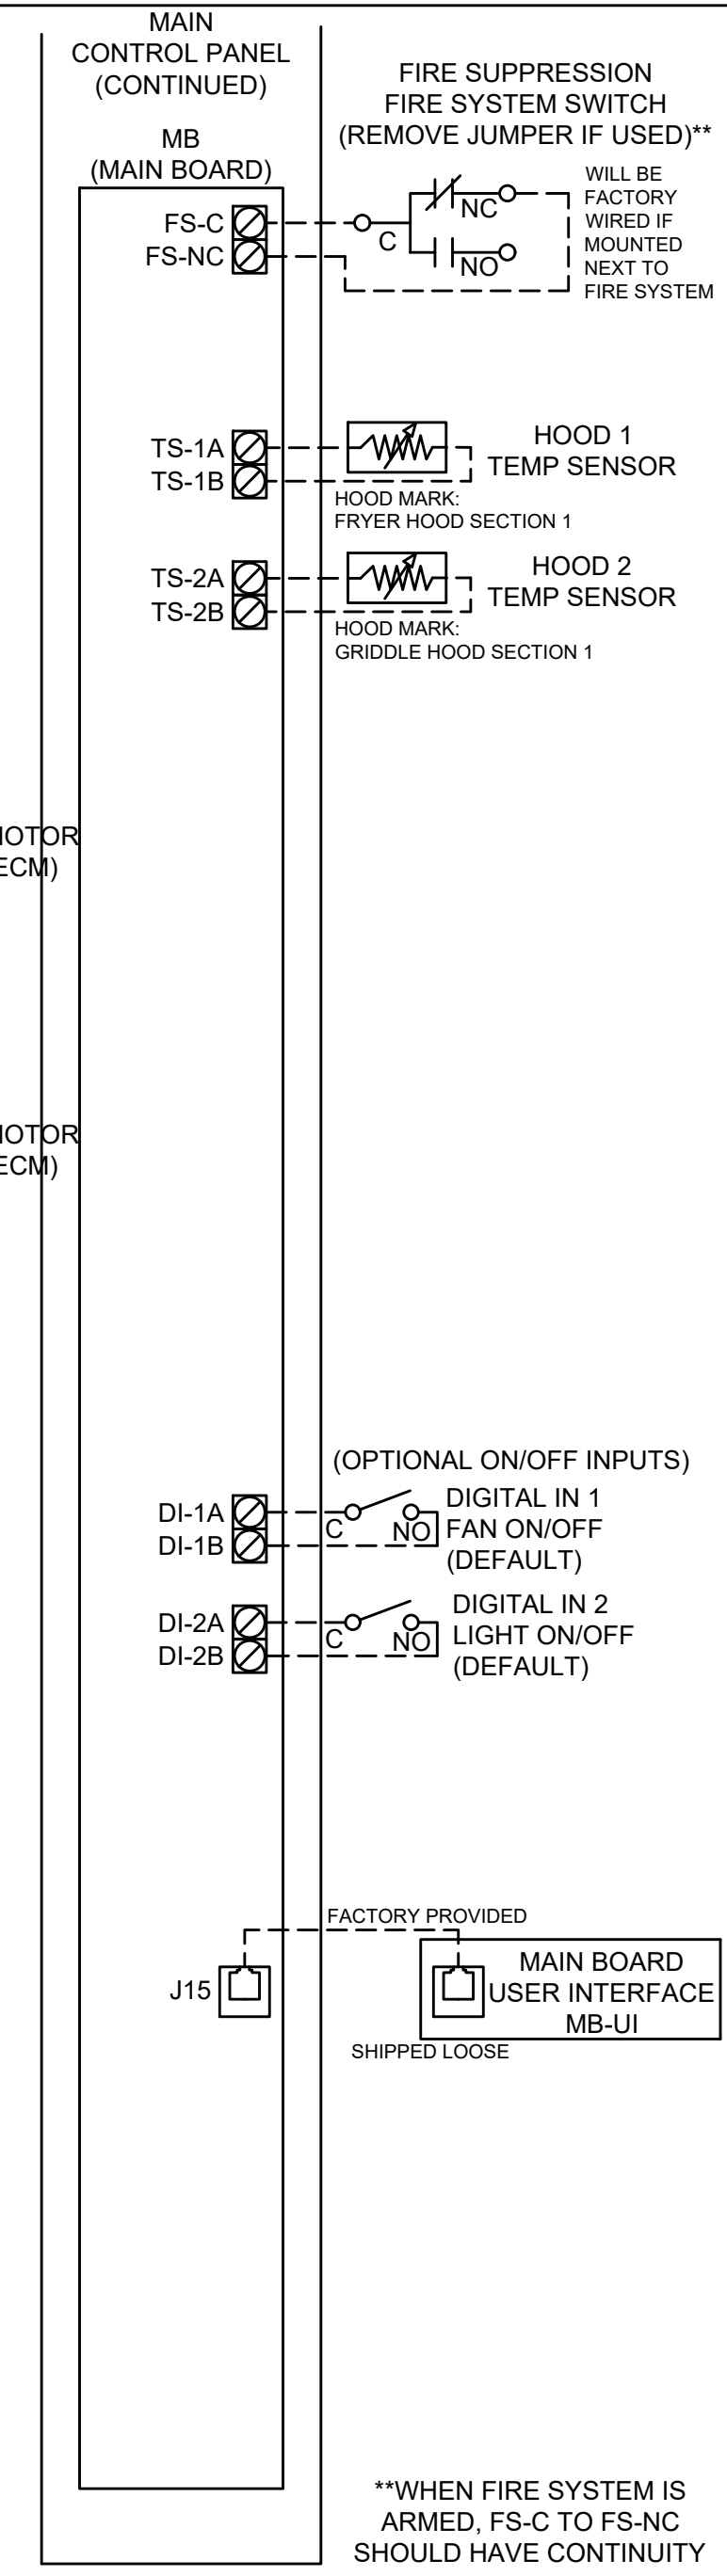 MAIN
CONTROL PANEL
(CONTINUED)
MB
(MAIN BOARD)
FIRE SUPPRESSION
FIRE SYSTEM SWITCH
(REMOVE JUMPER IF USED)**
FS-C
FS-NC
C
NC
NO
WILL BE
FACTORY
WIRED IF
MOUNTED
NEXT TO
FIRE SYSTEM
TS-1A
TS-1B
HOOD 1
TEMP SENSOR
HOOD MARK:
FRYER HOOD SECTION 1
TS-2A
TS-2B
HOOD 2
TEMP SENSOR
HOOD MARK:
GRIDDLE HOOD SECTION 1
MOTOR
ECM)
MOTOR
ECM)
(OPTIONAL ON/OFF INPUTS)
DI-1A
DI-1B
C
NO
DIGITAL IN 1
FAN ON/OFF
(DEFAULT)
DI-2A
DI-2B
C
NO
DIGITAL IN 2
LIGHT ON/OFF
(DEFAULT)
FACTORY PROVIDED
J15
MAIN BOARD
USER INTERFACE
MB-UI
SHIPPED LOOSE
**WHEN FIRE SYSTEM IS
ARMED, FS-C TO FS-NC
SHOULD HAVE CONTINUITY